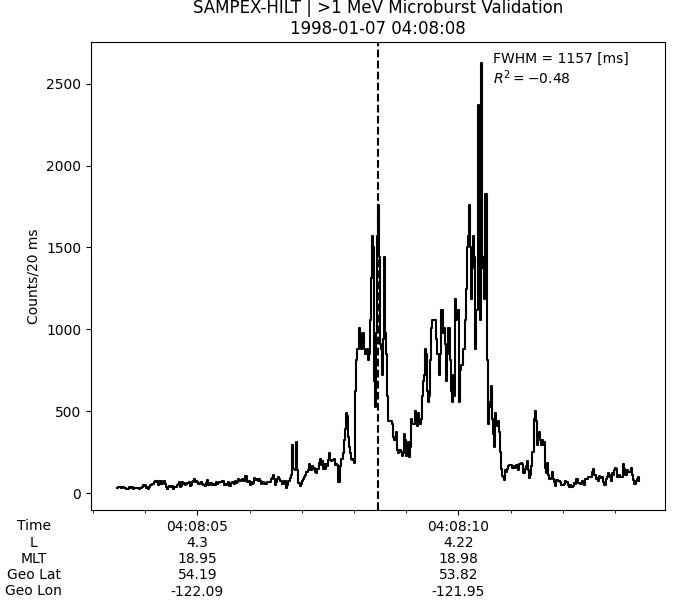 SAMPEX-HILT | >1 MeV Microburst Validation
1998-01-07 04:08:08
FWHM = 1157 [ms]
R² = −0.48
Counts/20 ms
2500
2000
1500
1000
500
0
Time 04:08:05 04:08:10
L 4.3 4.22
MLT 18.95 18.98
Geo Lat 54.19 53.82
Geo Lon -122.09 -121.95